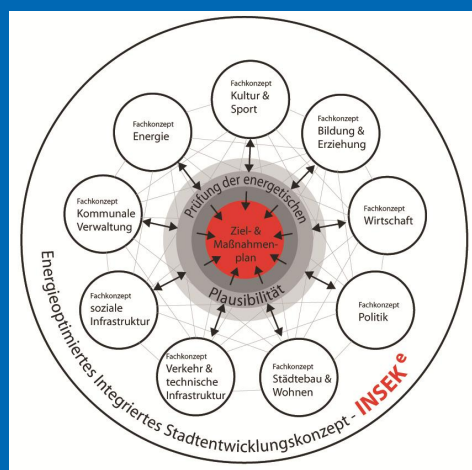 Fachkonzept
Kultur &
Sport
Fachkonzept
Energie
Fachkonzept
Bildung &
Erziehung
Fachkonzept
Kommunale
Verwaltung
Prüfung der energetischen
Ziel- &
Maßnahmen-
plan
Plausibilität
Fachkonzept
Wirtschaft
Fachkonzept
soziale
Infrastruktur
Fachkonzept
Politik
Fachkonzept
Verkehr &
technische
Infrastruktur
Fachkonzept
Städtebau &
Wohnen
Energieoptimiertes Integriertes Stadtentwicklungskonzept - INSEK e